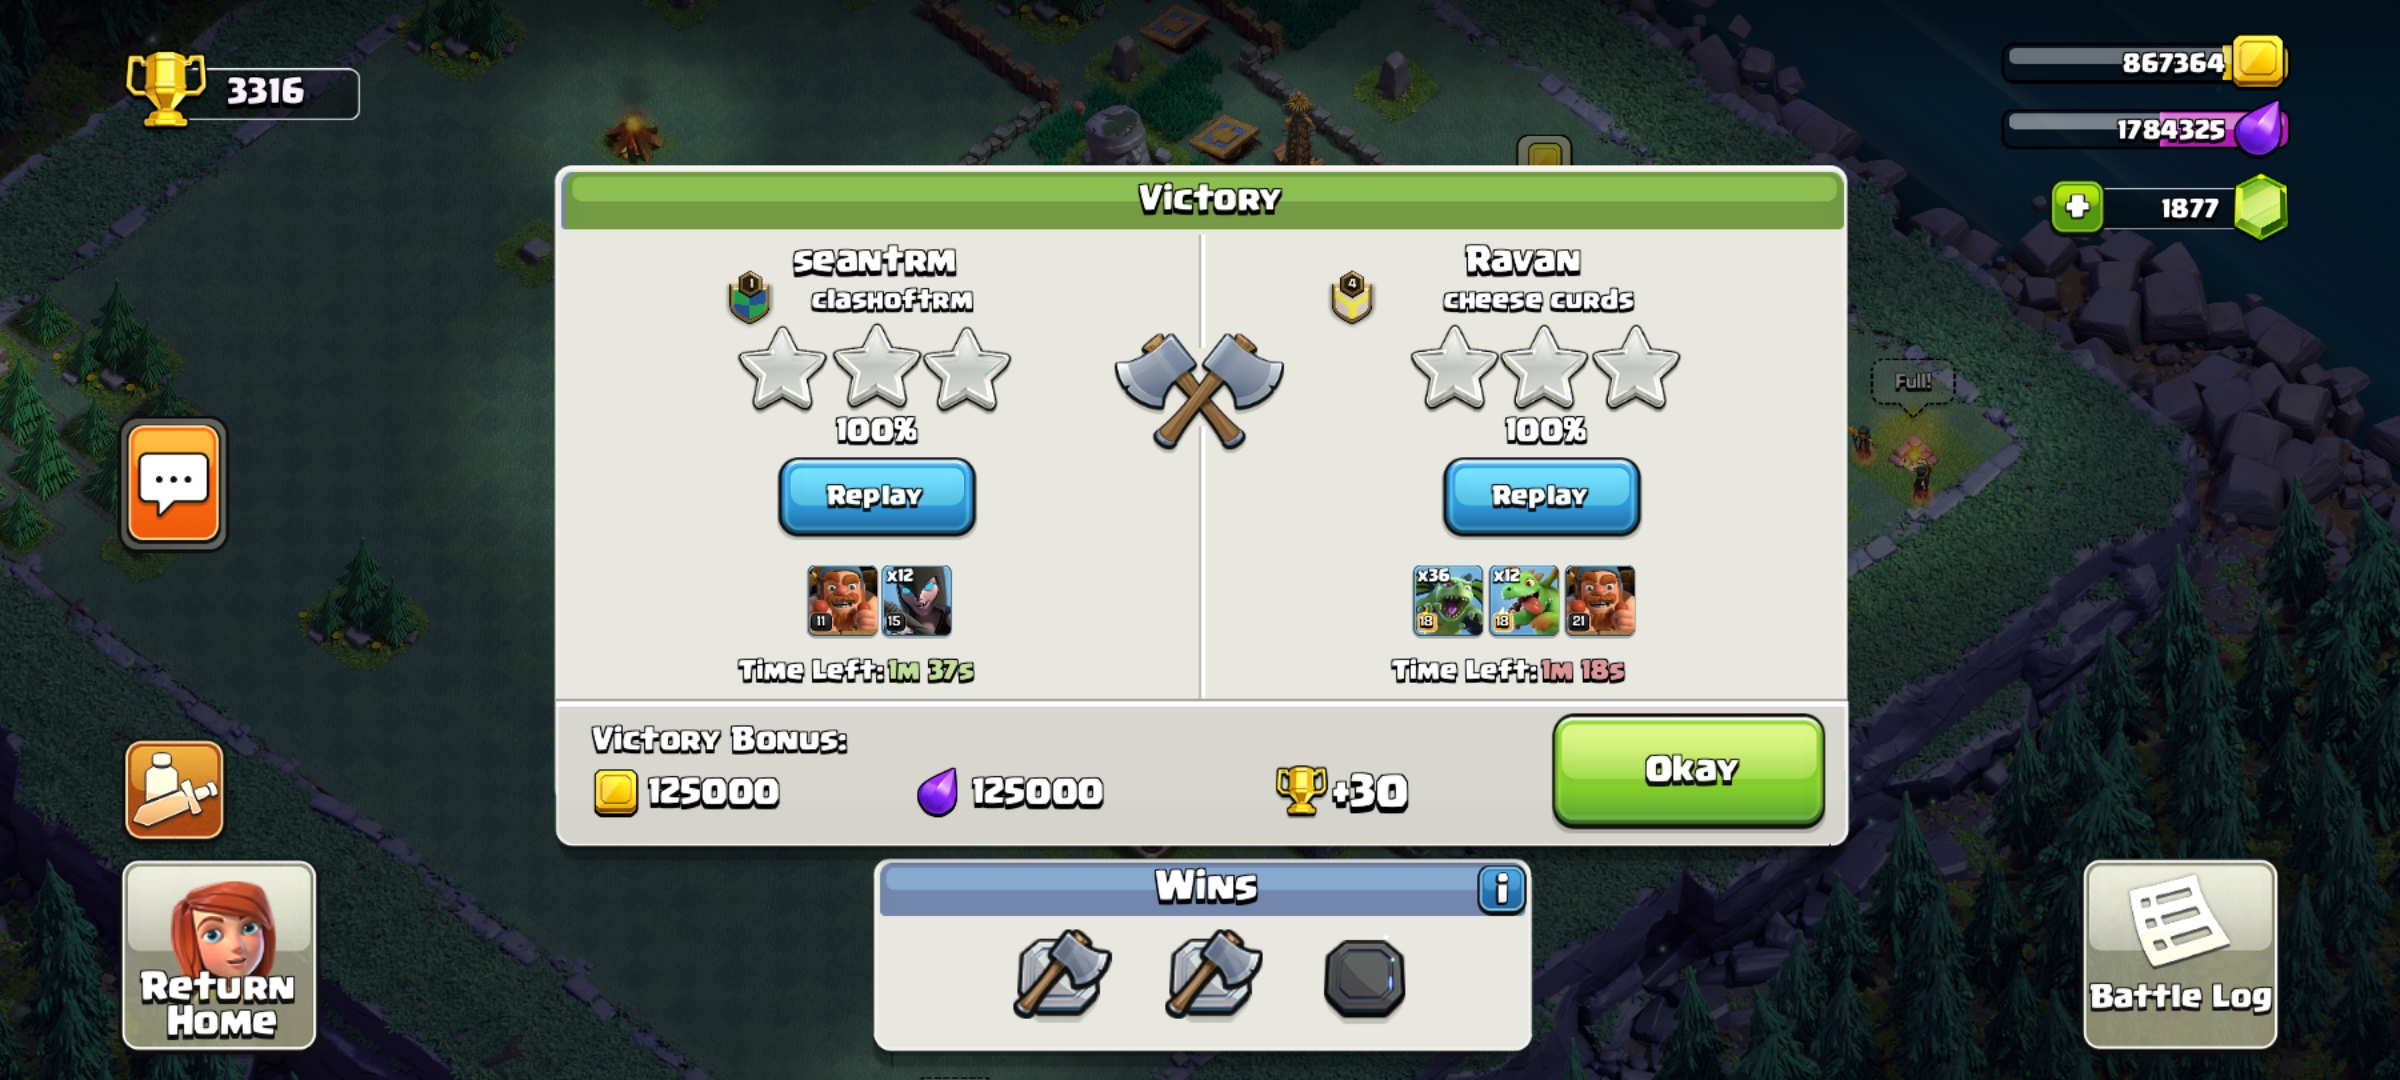 3316
867364
1784325
1877
Victory
seantrm
clashoftrm
1
100%
Replay
11
x12
15
Time Left: 1m 37s
Ravan
cheese curds
4
100%
Replay
x36
18
x12
18
21
Time Left: 1m 18s
Full!
Victory Bonus:
125000
125000
+30
Okay
Wins
i
Return
Home
Battle Log